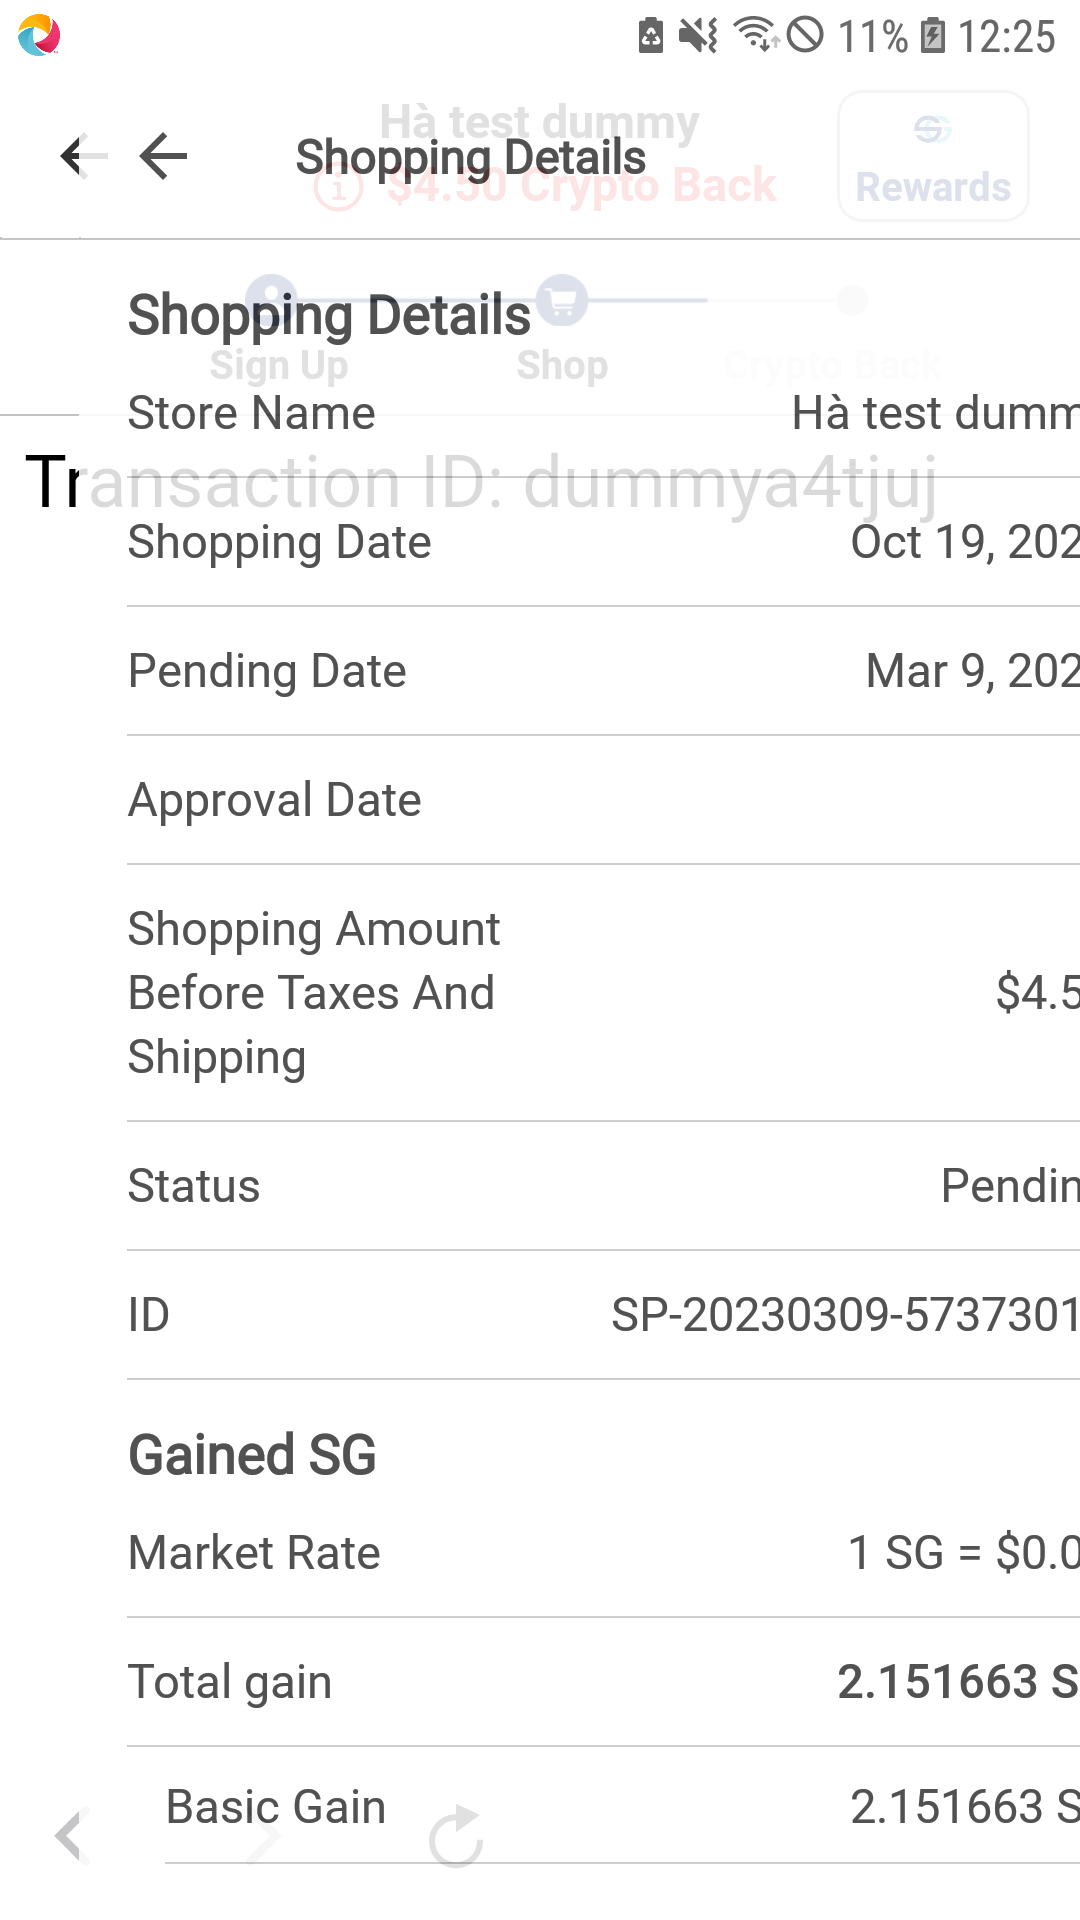 11% 12:25
Hà test dummy
Shopping Details
$4.50 Crypto Back
Rewards
Shopping Details
Sign Up Shop Crypto Back
Store Name Hà test dumm
Transaction ID: dummya4tjuj
Shopping Date Oct 19, 202
Pending Date Mar 9, 202
Approval Date
Shopping Amount
Before Taxes And $4.5
Shipping
Status Pendin
ID SP-20230309-5737301
Gained SG
Market Rate 1 SG = $0.0
Total gain 2.151663 S
Basic Gain 2.151663 S